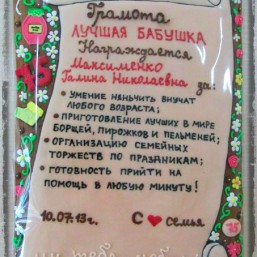 Грамота
ЛУЧШАЯ БАБУШКА
Награждается
Максименко
Галина Николаевна за:
• УМЕНИЕ НЯНЬЧИТЬ ВНУЧАТ
ЛЮБОГО ВОЗРАСТА;
• ПРИГОТОВЛЕНИЕ ЛУЧШИХ В МИРЕ
БОРЩЕЙ, ПИРОЖКОВ И ПЕЛЬМЕНЕЙ;
• ОРГАНИЗАЦИЮ СЕМЕЙНЫХ
ТОРЖЕСТВ ПО ПРАЗДНИКАМ;
• ГОТОВНОСТЬ ПРИЙТИ НА
ПОМОЩЬ В ЛЮБУЮ МИНУТУ!
10.07.13г. С ❤ Семья
75